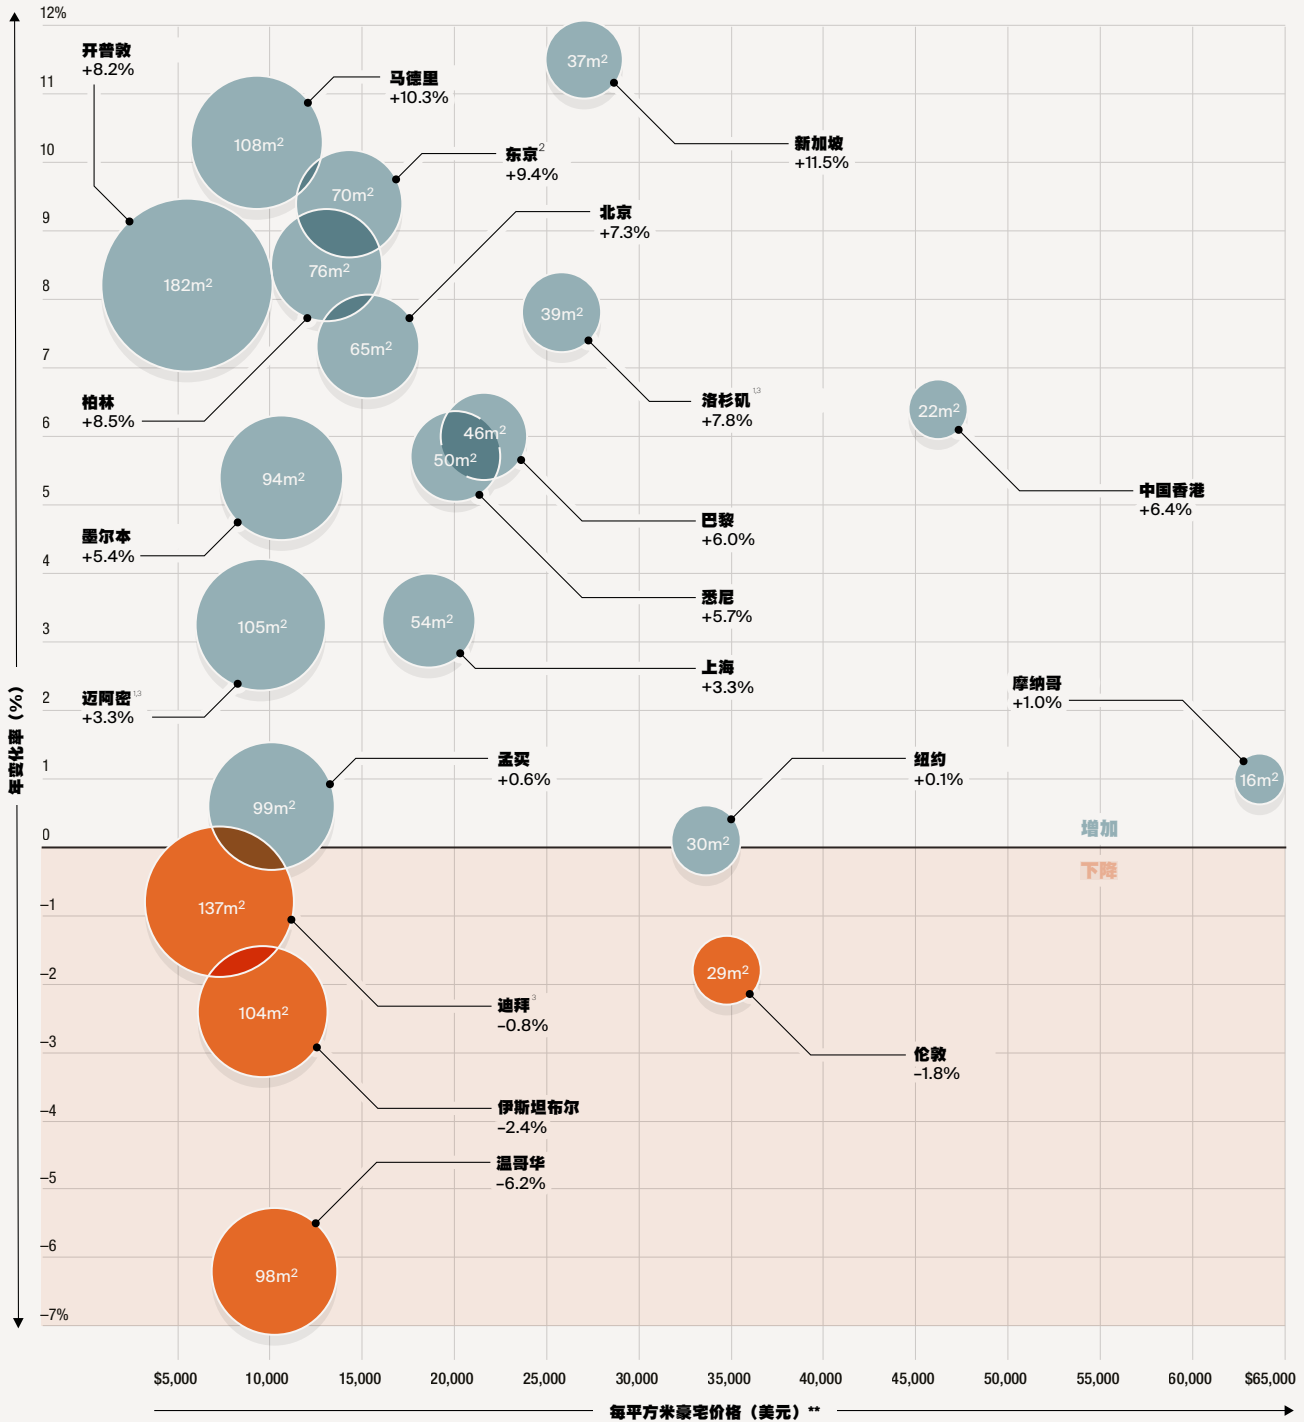 12%
开普敦
+8.2%
37m²
马德里
+10.3%
11
108m²
新加坡
+11.5%
10
东京²
+9.4%
70m²
9
北京
+7.3%
76m²
8
182m²
39m²
65m²
7
柏林
+8.5%
洛杉矶¹,³
+7.8%
22m²
6
46m²
50m²
94m²
5
中国香港
+6.4%
巴黎
+6.0%
墨尔本
+5.4%
4
悉尼
+5.7%
3
105m²
54m²
上海
+3.3%
2
迈阿密¹,³
+3.3%
摩纳哥
+1.0%
年变化率（%）
1
孟买
+0.6%
纽约
+0.1%
16m²
99m²
0
30m²
增加
下降
–1
137m²
–2
29m²
迪拜³
–0.8%
104m²
–3
伦敦
–1.8%
–4
伊斯坦布尔
–2.4%
温哥华
–6.2%
–5
–6
98m²
–7%
$5,000
10,000
15,000
20,000
25,000
30,000
35,000
40,000
45,000
50,000
55,000
60,000
$65,000
每平方米豪宅价格（美元）**